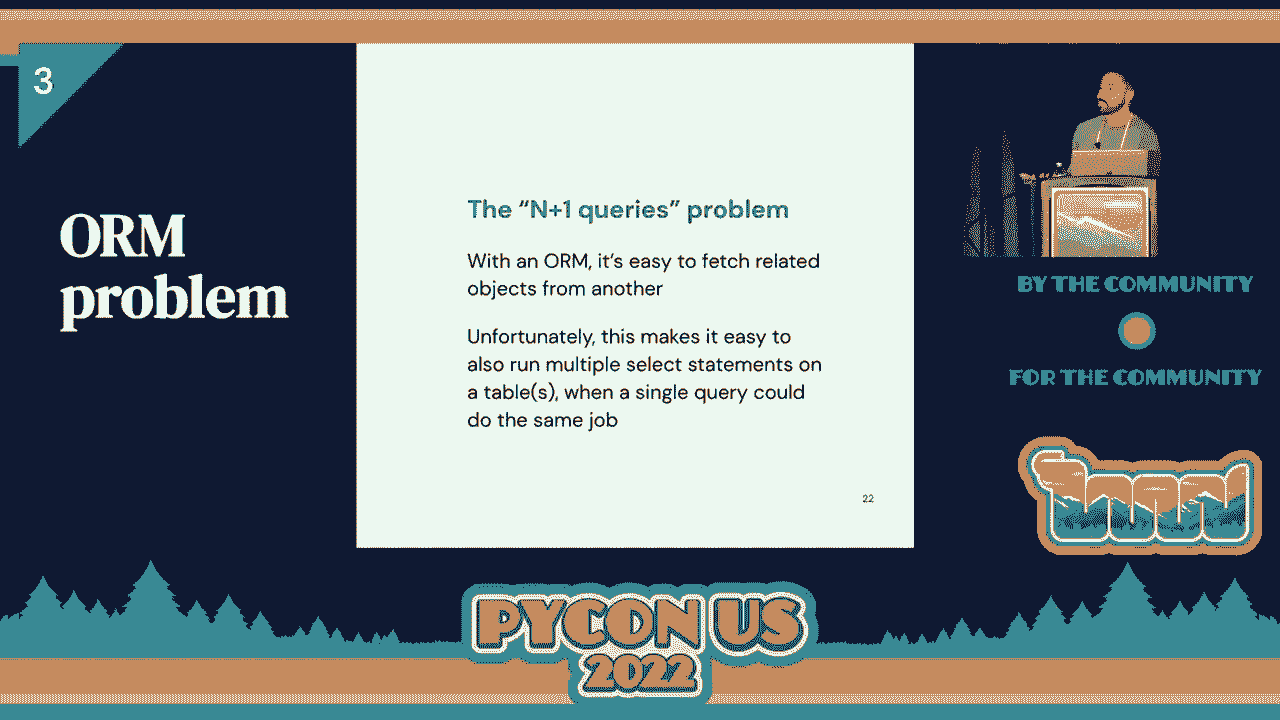 3
ORM
problem
The “N+1 queries” problem
With an ORM, it’s easy to fetch related
objects from another
Unfortunately, this makes it easy to
also run multiple select statements on
a table(s), when a single query could
do the same job
22
BY THE COMMUNITY
FOR THE COMMUNITY
PYCON US
2022